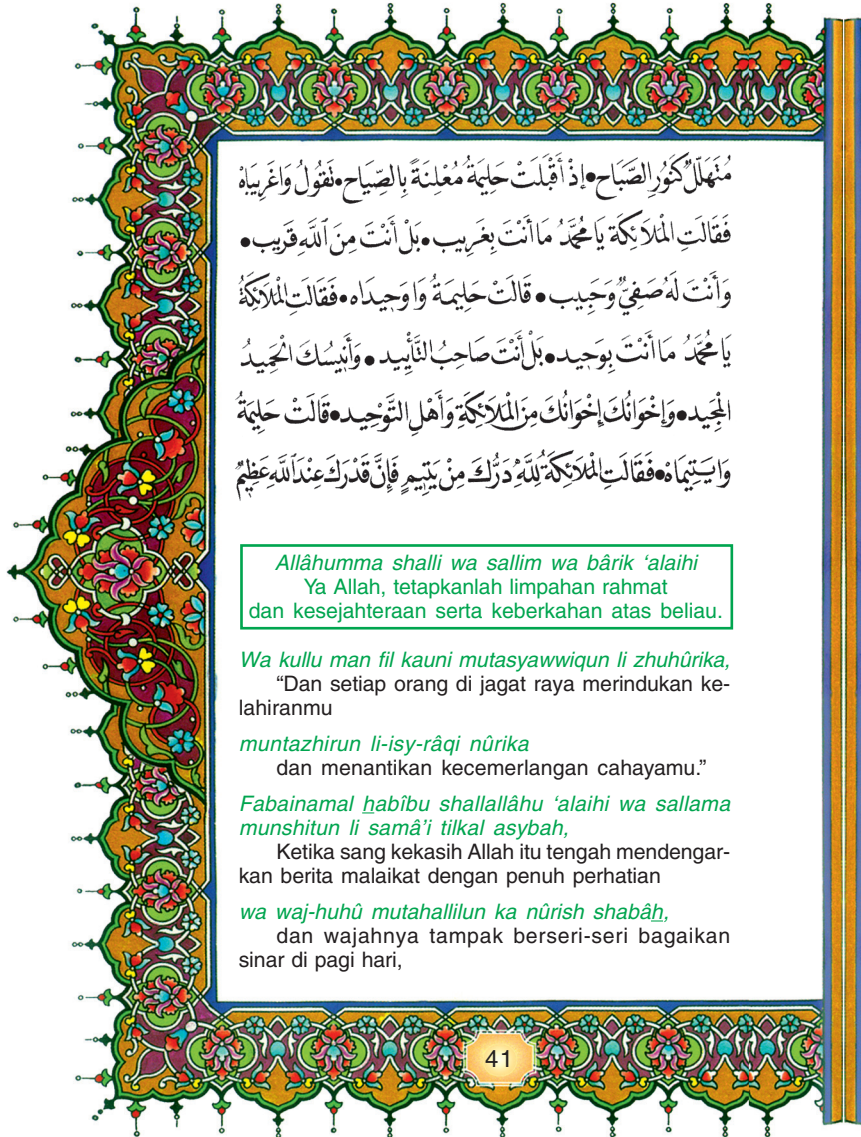 مُتَهَلِّلٌ كَنُورِ الصَّبَاح • إِذْ أَقْبَلَتْ حَلِيمَةُ مُعْلِنَةً بِالصِّيَاح • تَقُولُ وَاغَرِيبَاهْ
فَقَالَتِ الْمَلَائِكَة يَا مُحَمَّدُ مَا أَنْتَ بِغَرِيب • بَلْ أَنْتَ مِنَ اللَّهِ قَرِيب •
وَأَنْتَ لَهُ صَفِيٌّ وَحَبِيب • قَالَتْ حَلِيمَةُ وَا وَحِيدَاه • فَقَالَتِ الْمَلَائِكَةُ
يَا مُحَمَّدُ مَا أَنْتَ بِوَحِيد • بَلْ أَنْتَ صَاحِبُ التَّأْيِيد • وَأَنِيسُكَ الْحَمِيدُ
الْمَجِيد • وَإِخْوَانُكَ إِخْوَانُكَ مِنَ الْمَلَائِكَةِ وَأَهْلِ التَّوْحِيد • قَالَتْ حَلِيمَةُ
وَايَتِيمَاهْ • فَقَالَتِ الْمَلَائِكَةُ لِلَّهِ دَرُّكَ مِنْ يَتِيمٍ فَإِنَّ قَدْرَكَ عِنْدَ اللَّهِ عَظِيمٌ
Allâhumma shalli wa sallim wa bârik ‘alaihi
Ya Allah, tetapkanlah limpahan rahmat
dan kesejahteraan serta keberkahan atas beliau.
Wa kullu man fil kauni mutasyawwiqun li zhuhûrika,
“Dan setiap orang di jagat raya merindukan ke-
lahiranmu
muntazhirun li-isy-râqi nûrika
dan menantikan kecemerlangan cahayamu.”
Fabainamal h̲abîbu shallallâhu ‘alaihi wa sallama
munshitun li samâ’i tilkal asybah,
Ketika sang kekasih Allah itu tengah mendengar-
kan berita malaikat dengan penuh perhatian
wa waj-huhû mutahallilun ka nûrish shabâh̲,
dan wajahnya tampak berseri-seri bagaikan
sinar di pagi hari,
41